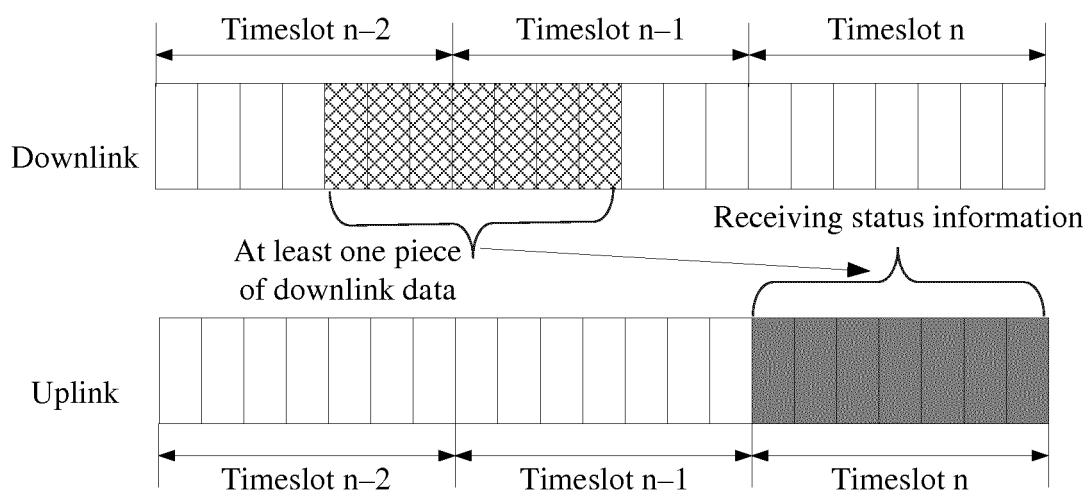 Timeslot n–2 Timeslot n–1 Timeslot n
Downlink
Receiving status information
At least one piece
of downlink data
Uplink
Timeslot n–2 Timeslot n–1 Timeslot n